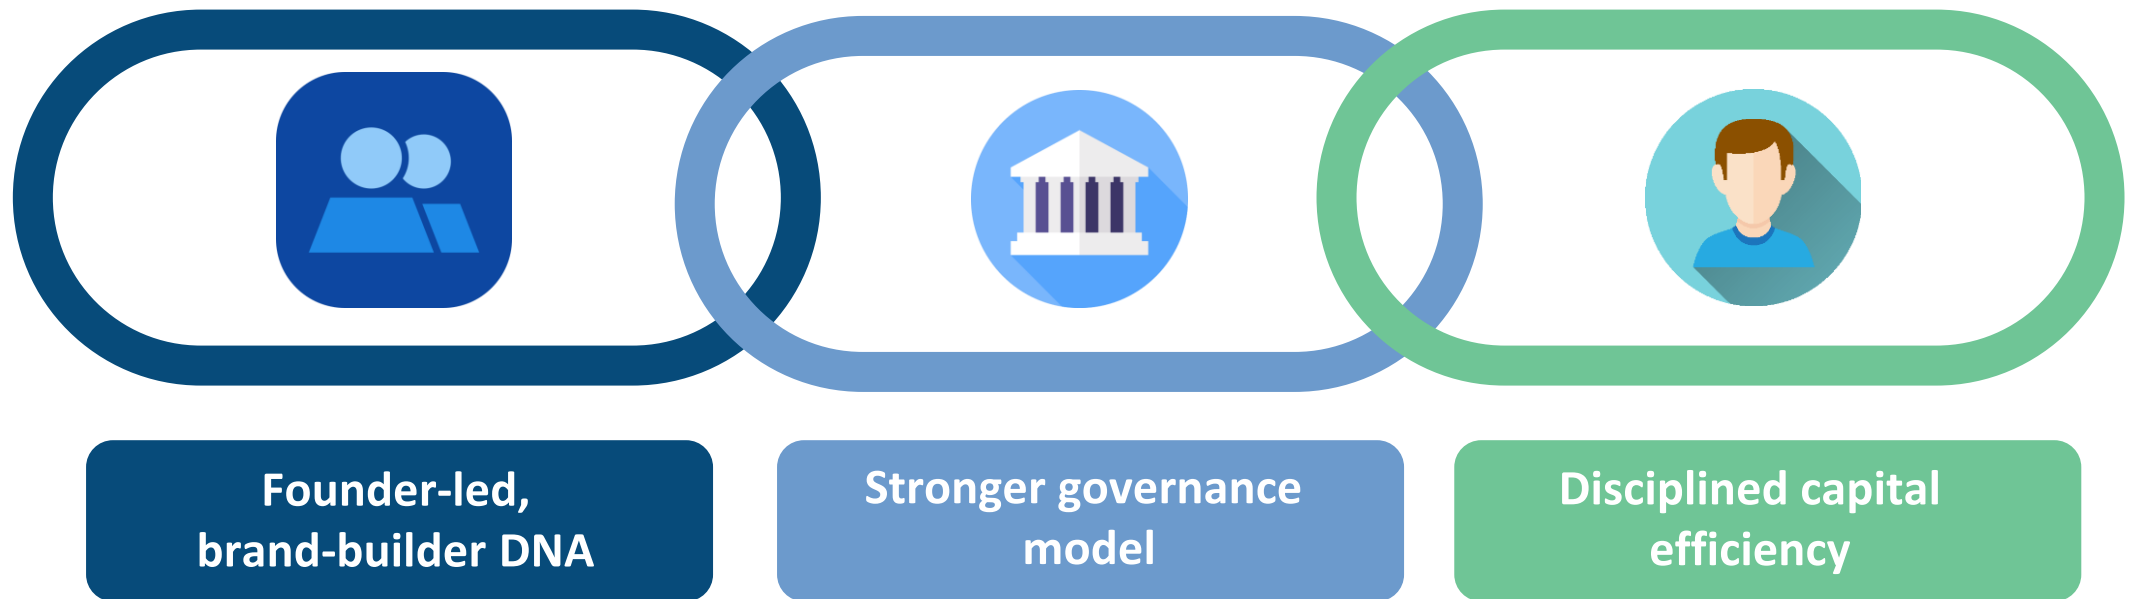 Founder-led,
brand-builder DNA
Stronger governance
model
Disciplined capital
efficiency